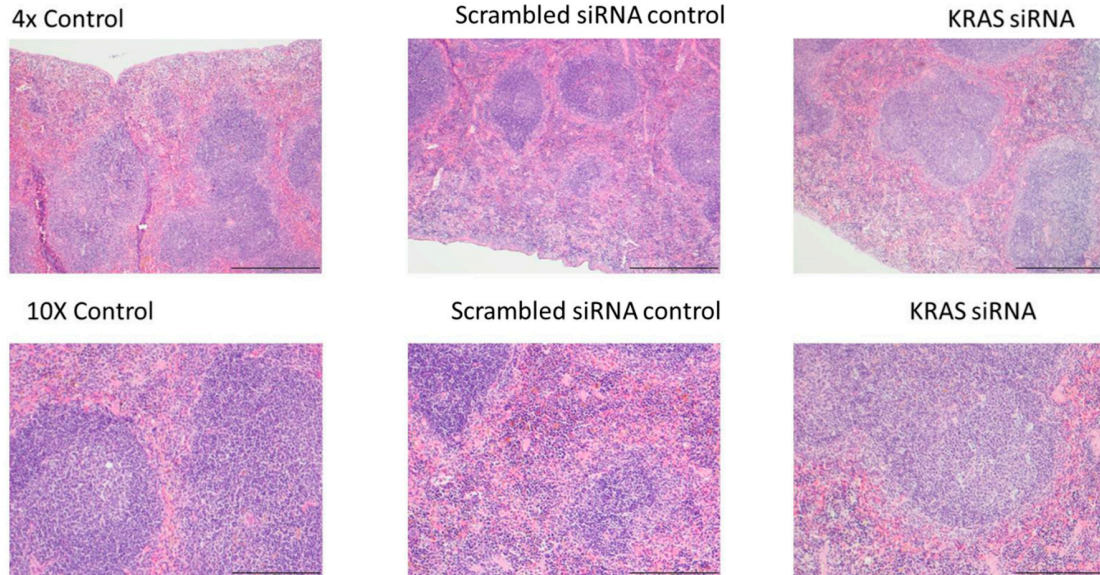 4x Control
Scrambled siRNA control
KRAS siRNA
10X Control
Scrambled siRNA control
KRAS siRNA